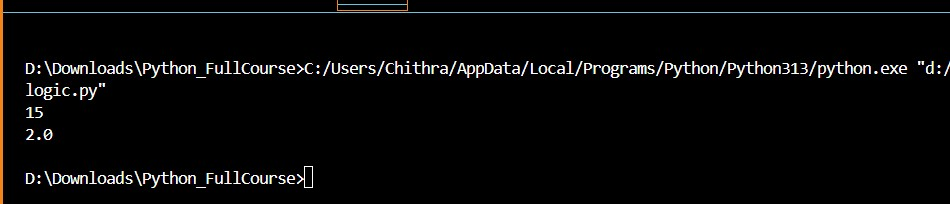 D:\Downloads\Python_FullCourse>C:/Users/Chithra/AppData/Local/Programs/Python/Python313/python.exe "d:/
logic.py"
15
2.0
D:\Downloads\Python_FullCourse>